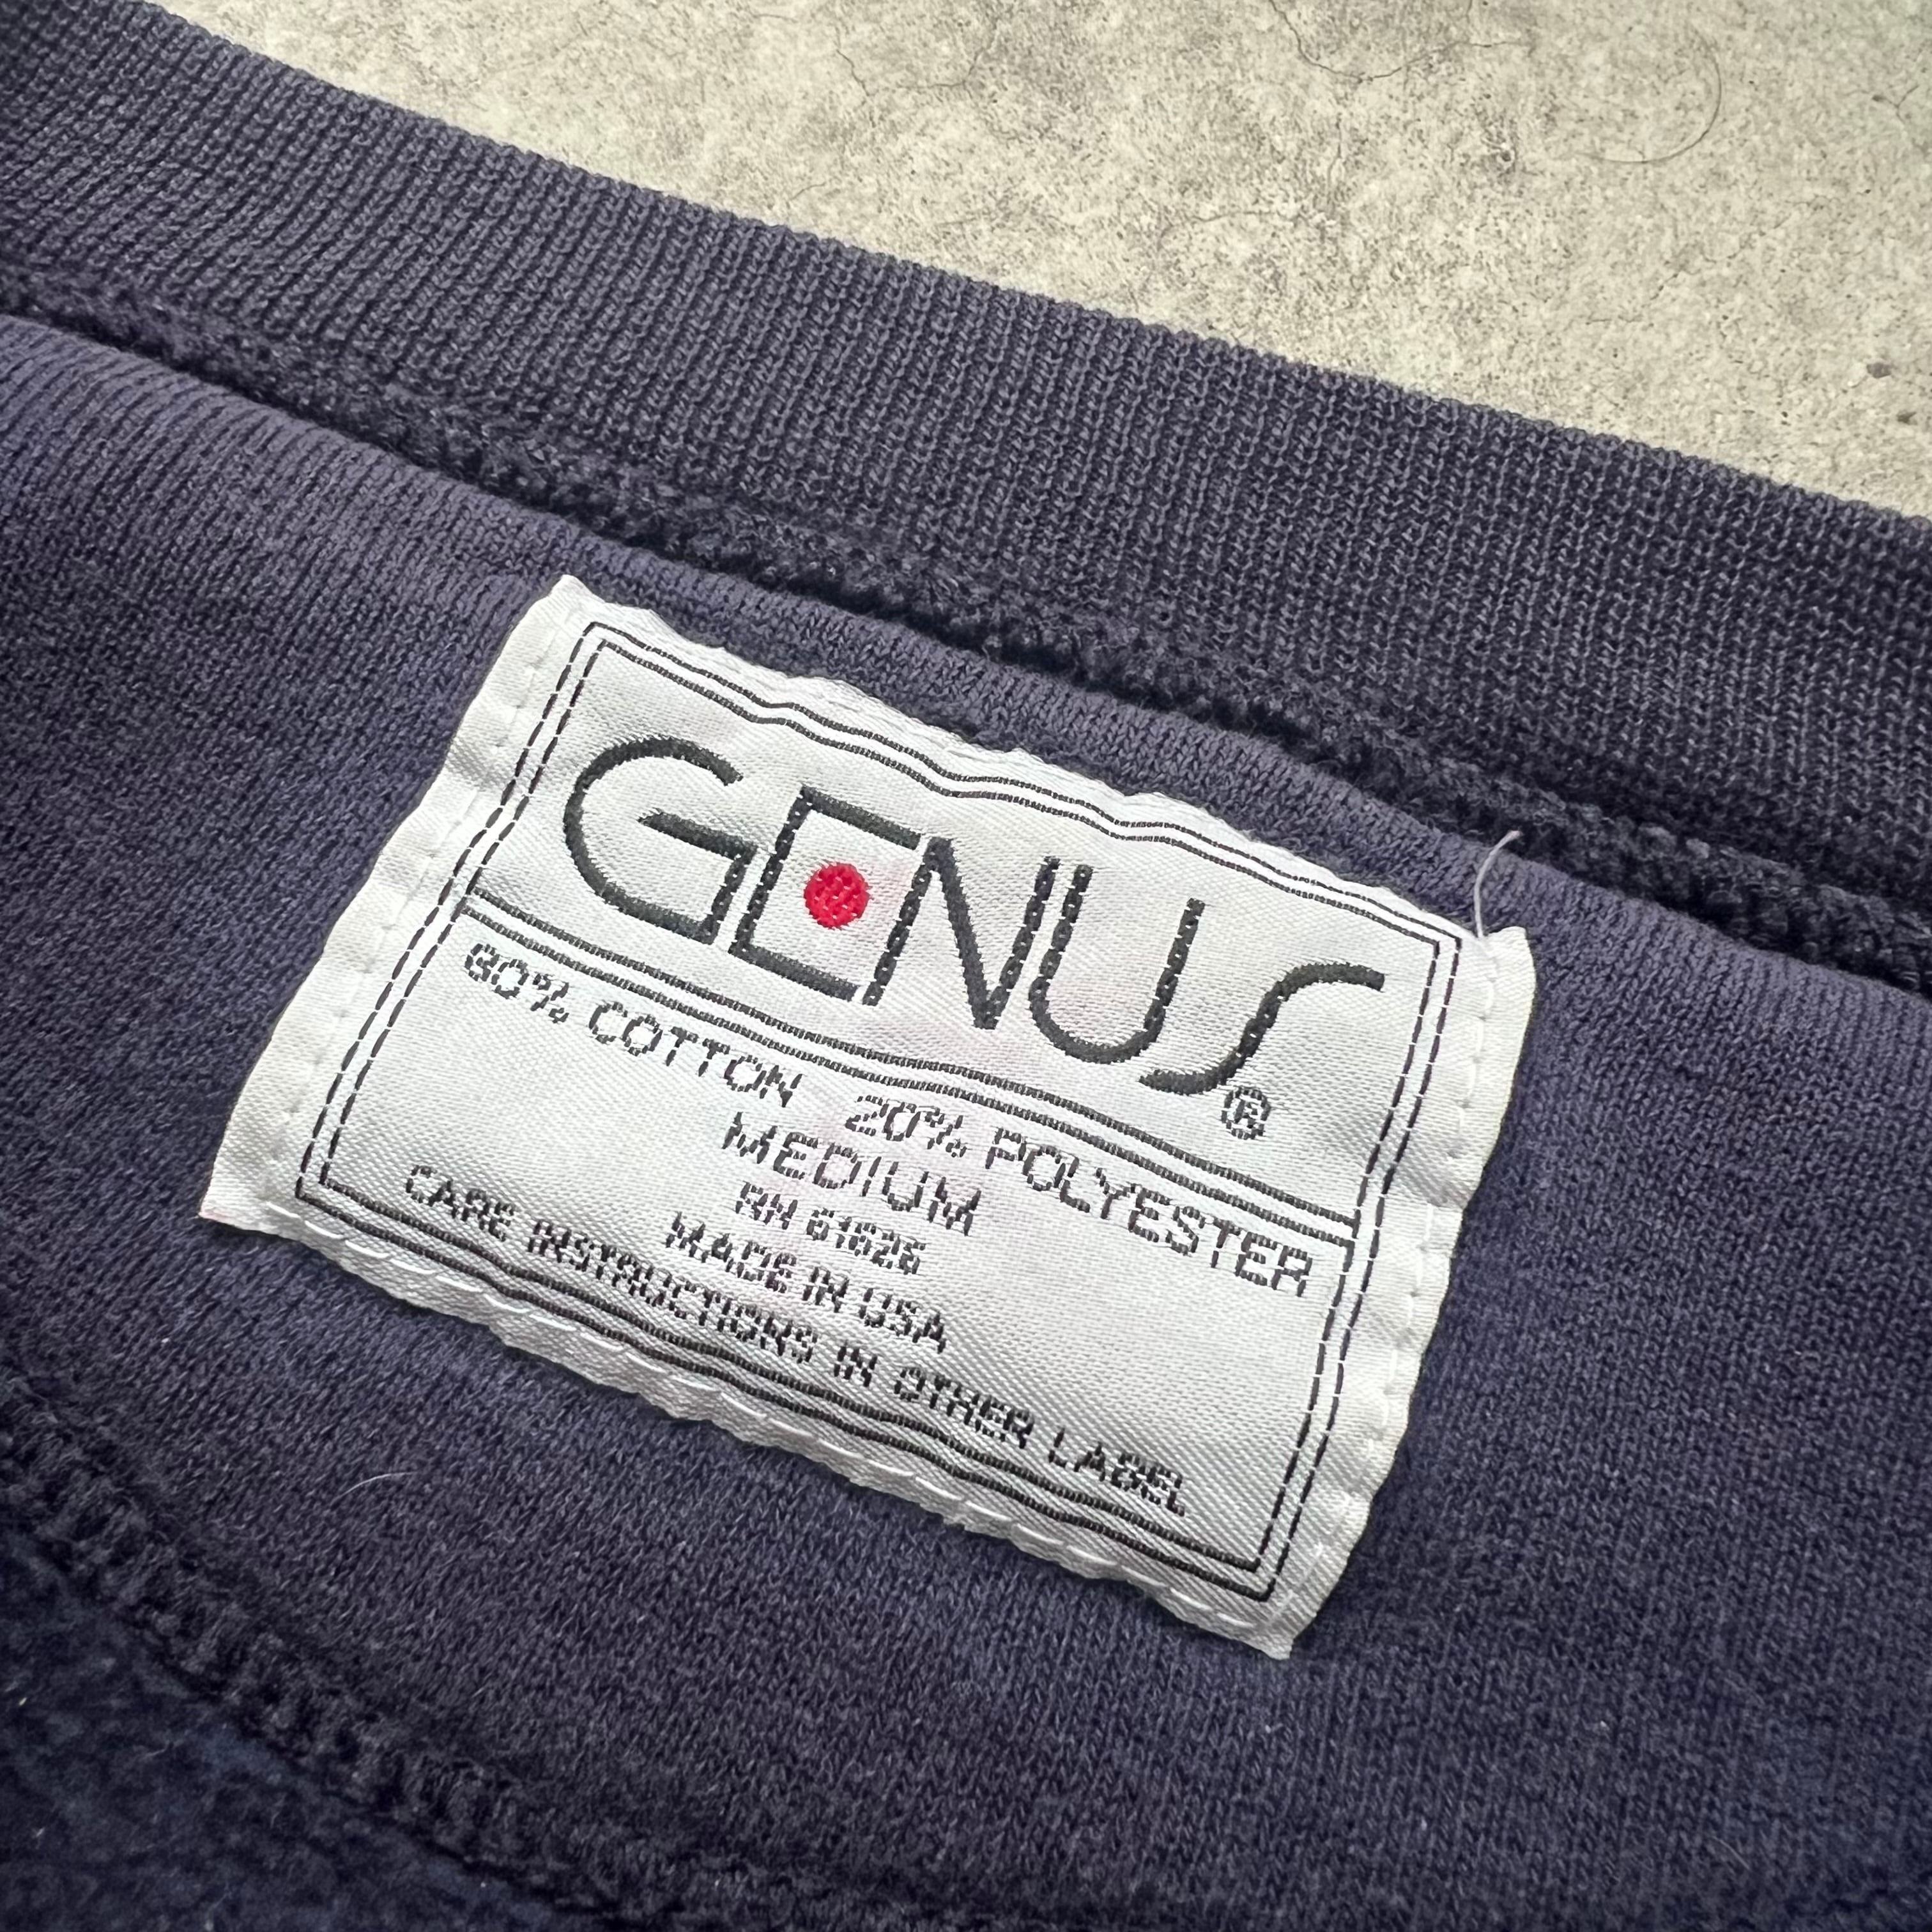 GENUS®
80% COTTON 20% POLYESTER
MEDIUM
RN 61626
MADE IN USA
CARE INSTRUCTIONS IN OTHER LABEL